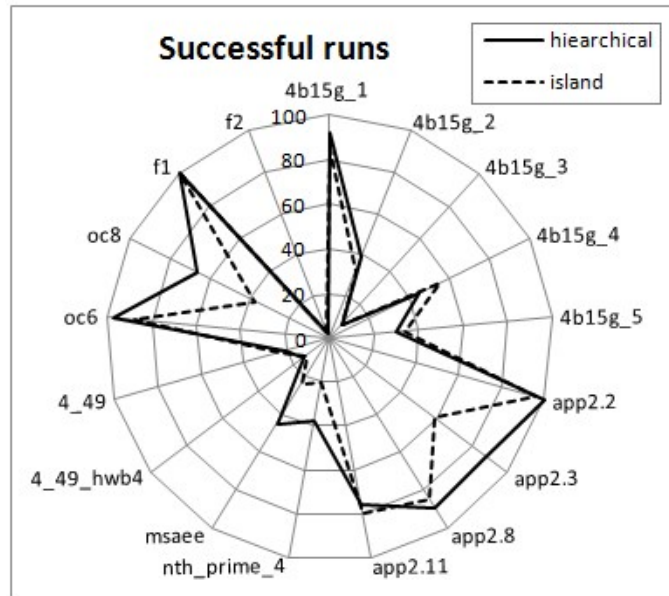 Successful runs
hiearchical
island
4b15g_1
4b15g_2
4b15g_3
4b15g_4
4b15g_5
app2.2
app2.3
app2.8
app2.11
nth_prime_4
msaee
4_49_hwb4
4_49
oc6
oc8
f1
f2
100
80
60
40
20
0